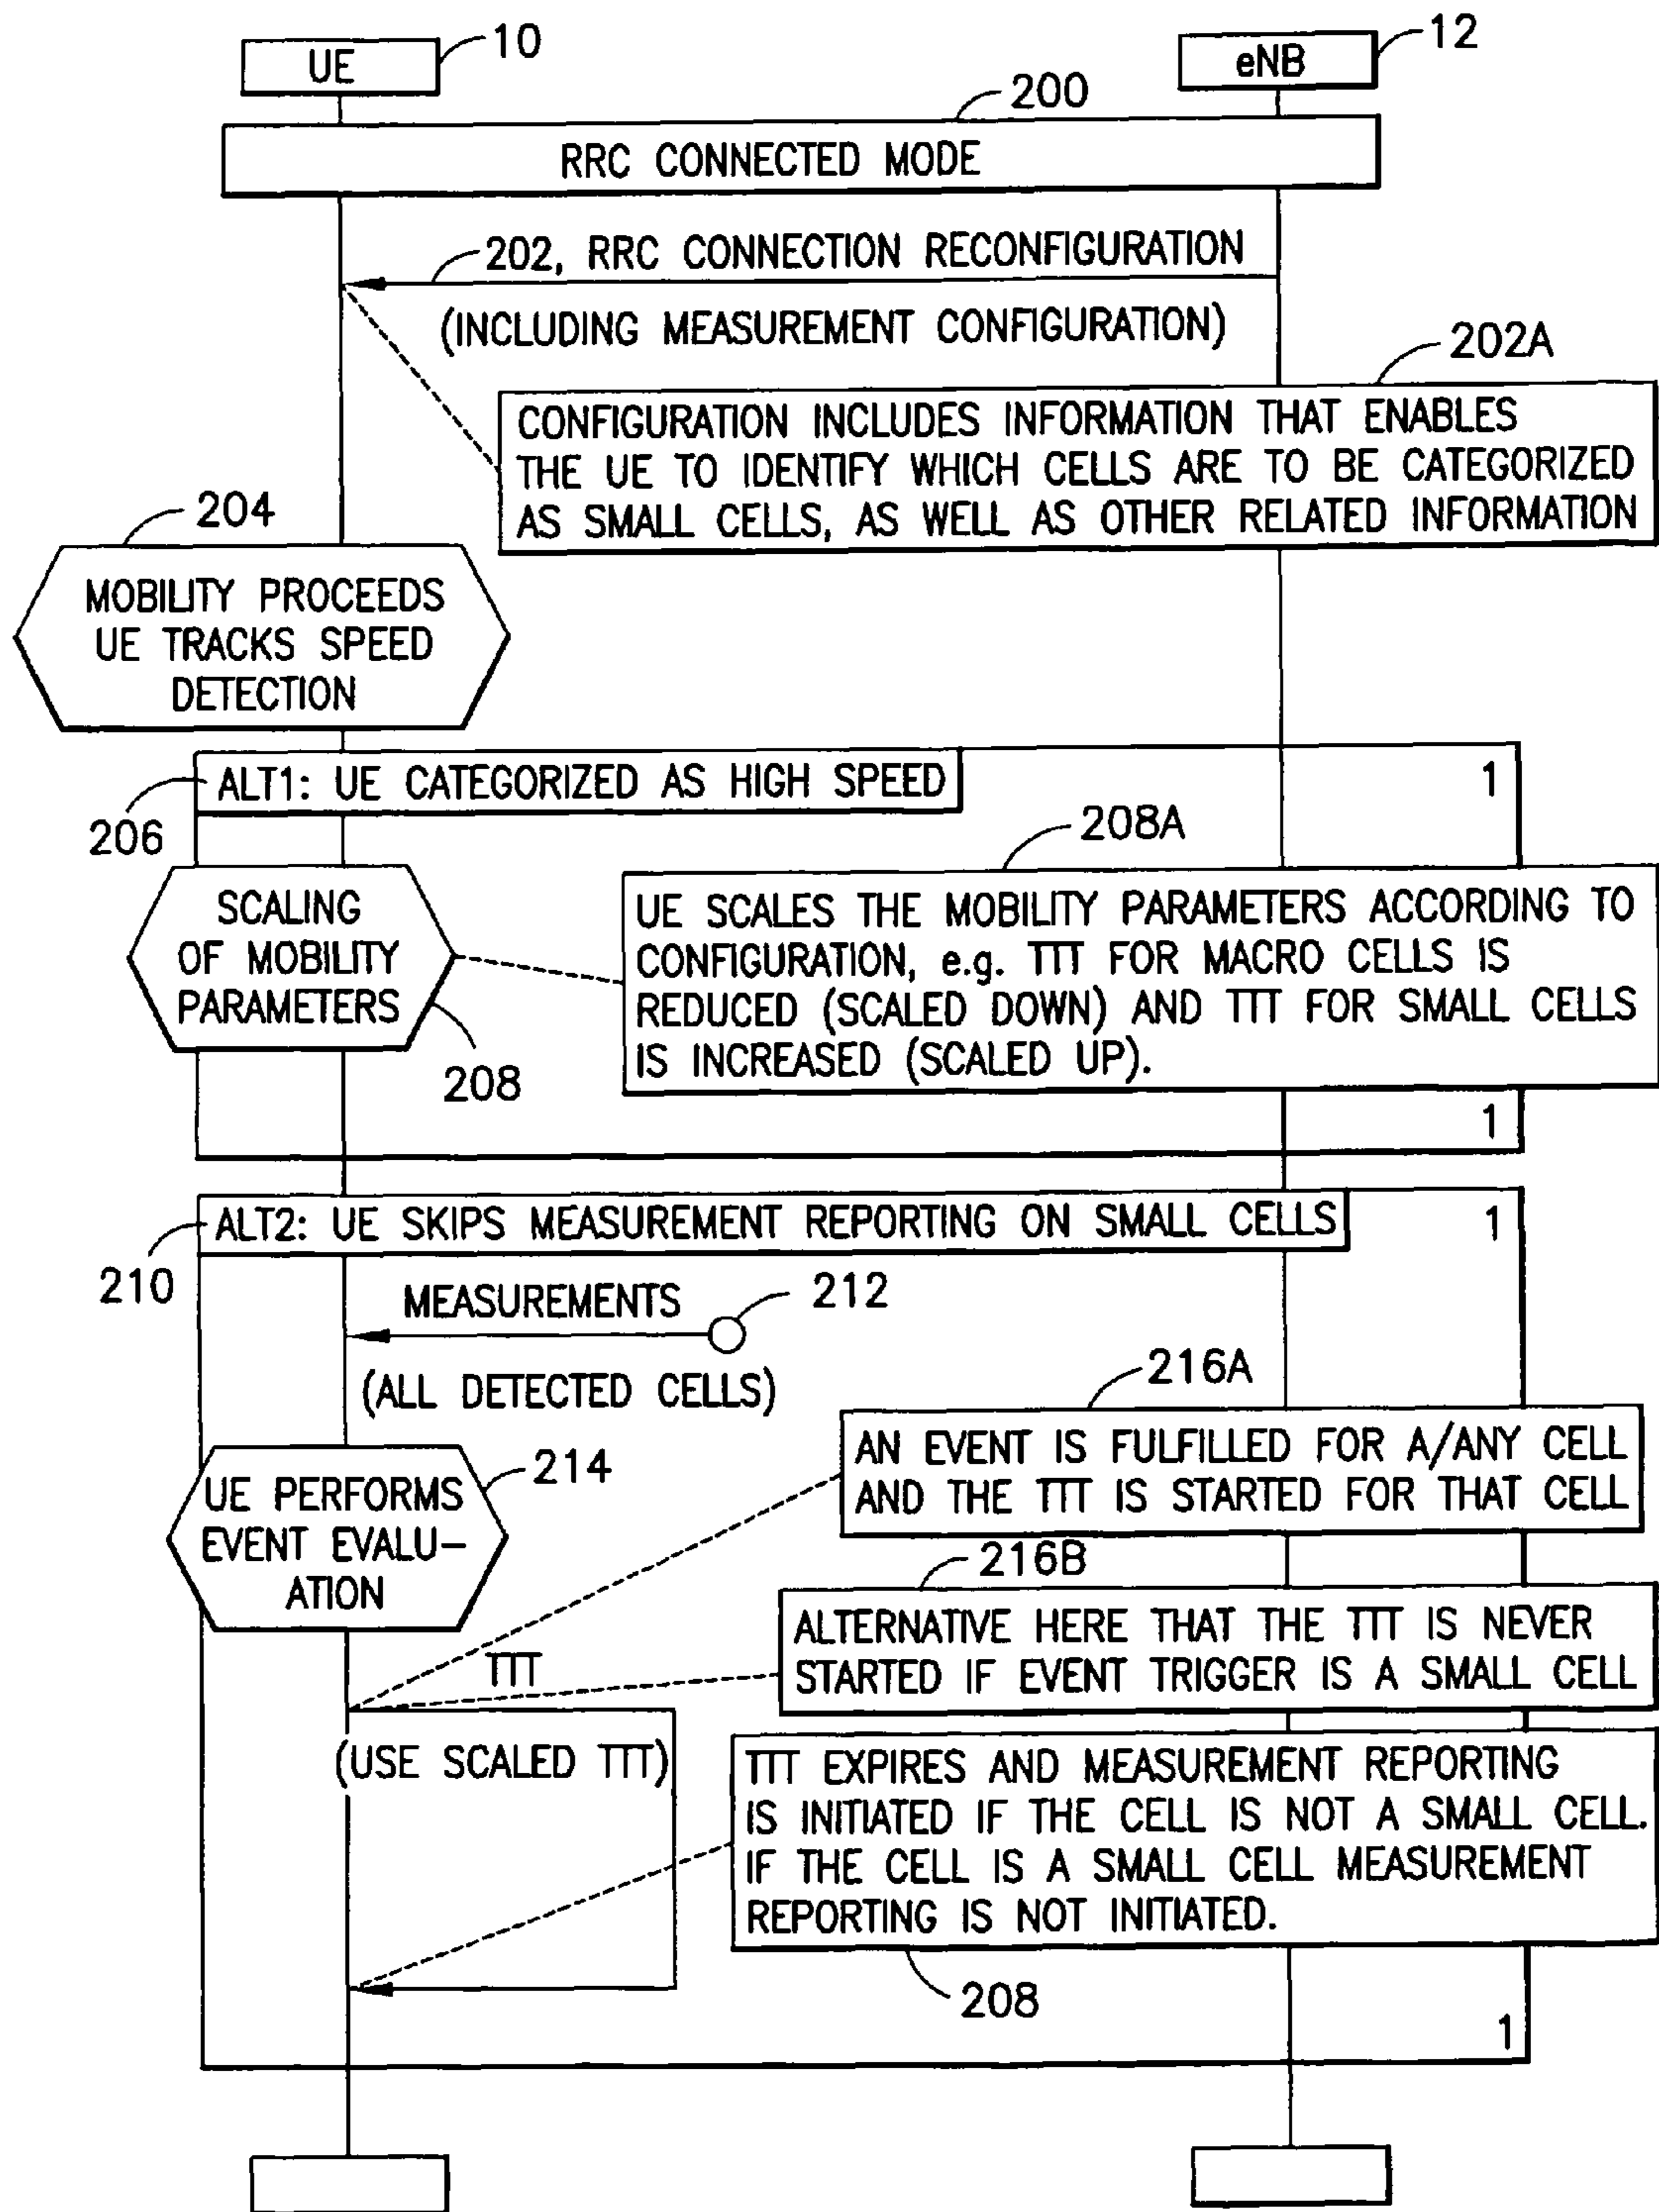 UE
10
eNB
12
200
RRC CONNECTED MODE
202, RRC CONNECTION RECONFIGURATION
(INCLUDING MEASUREMENT CONFIGURATION)
202A
CONFIGURATION INCLUDES INFORMATION THAT ENABLES
THE UE TO IDENTIFY WHICH CELLS ARE TO BE CATEGORIZED
AS SMALL CELLS, AS WELL AS OTHER RELATED INFORMATION
204
MOBILITY PROCEEDS
UE TRACKS SPEED
DETECTION
ALT1: UE CATEGORIZED AS HIGH SPEED
1
206
208A
SCALING
OF MOBILITY
PARAMETERS
208
UE SCALES THE MOBILITY PARAMETERS ACCORDING TO
CONFIGURATION, e.g. TTT FOR MACRO CELLS IS
REDUCED (SCALED DOWN) AND TTT FOR SMALL CELLS
IS INCREASED (SCALED UP).
1
ALT2: UE SKIPS MEASUREMENT REPORTING ON SMALL CELLS
1
210
MEASUREMENTS
212
(ALL DETECTED CELLS)
216A
AN EVENT IS FULFILLED FOR A/ANY CELL
AND THE TTT IS STARTED FOR THAT CELL
214
UE PERFORMS
EVENT EVALU-
ATION
216B
ALTERNATIVE HERE THAT THE TTT IS NEVER
STARTED IF EVENT TRIGGER IS A SMALL CELL
TTT
(USE SCALED TTT)
TTT EXPIRES AND MEASUREMENT REPORTING
IS INITIATED IF THE CELL IS NOT A SMALL CELL.
IF THE CELL IS A SMALL CELL MEASUREMENT
REPORTING IS NOT INITIATED.
208
1